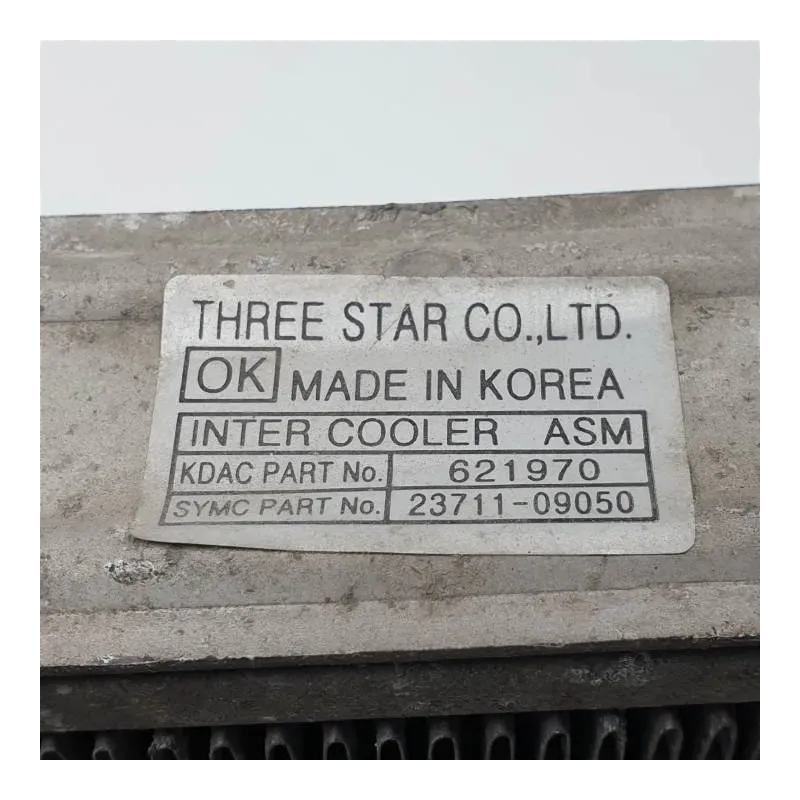 THREE STAR CO.,LTD.
OK MADE IN KOREA
INTER COOLER ASM
KDAC PART No. 621970
SYMC PART No. 23711-09050